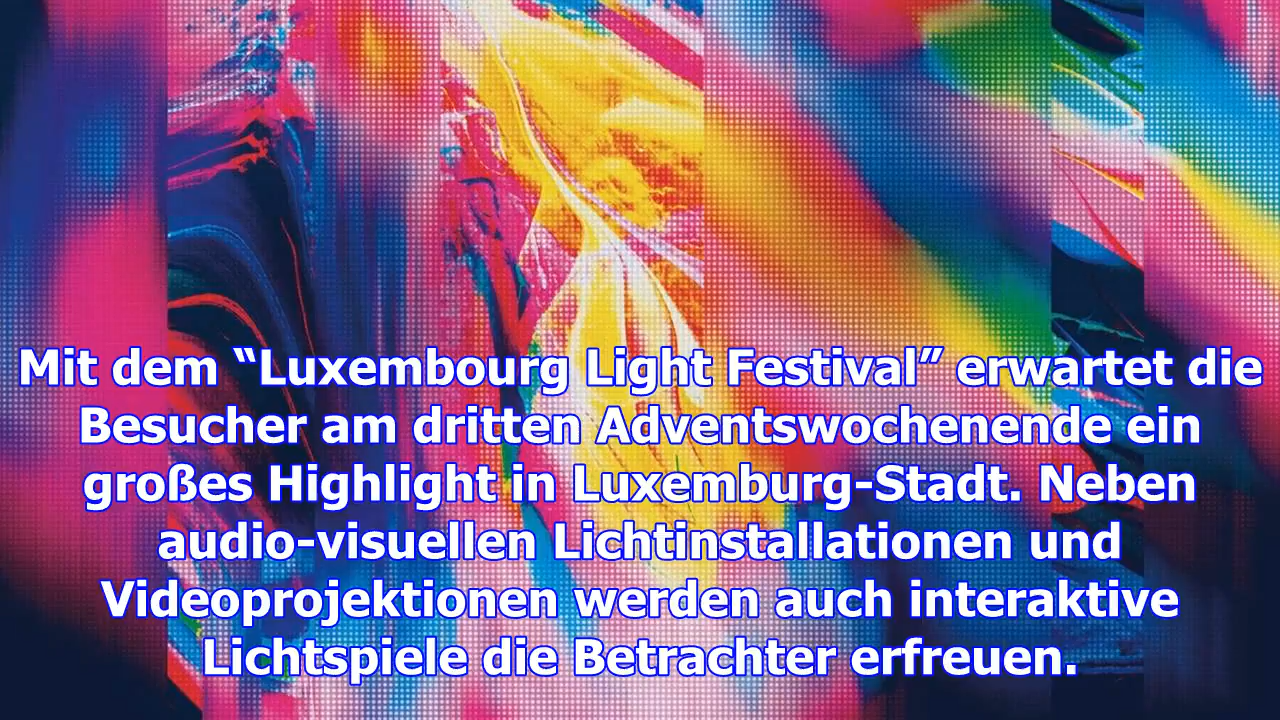 Mit dem “Luxembourg Light Festival” erwartet die
Besucher am dritten Adventswochenende ein
großes Highlight in Luxemburg-Stadt. Neben
audio-visuellen Lichtinstallationen und
Videoprojektionen werden auch interaktive
Lichtspiele die Betrachter erfreuen.